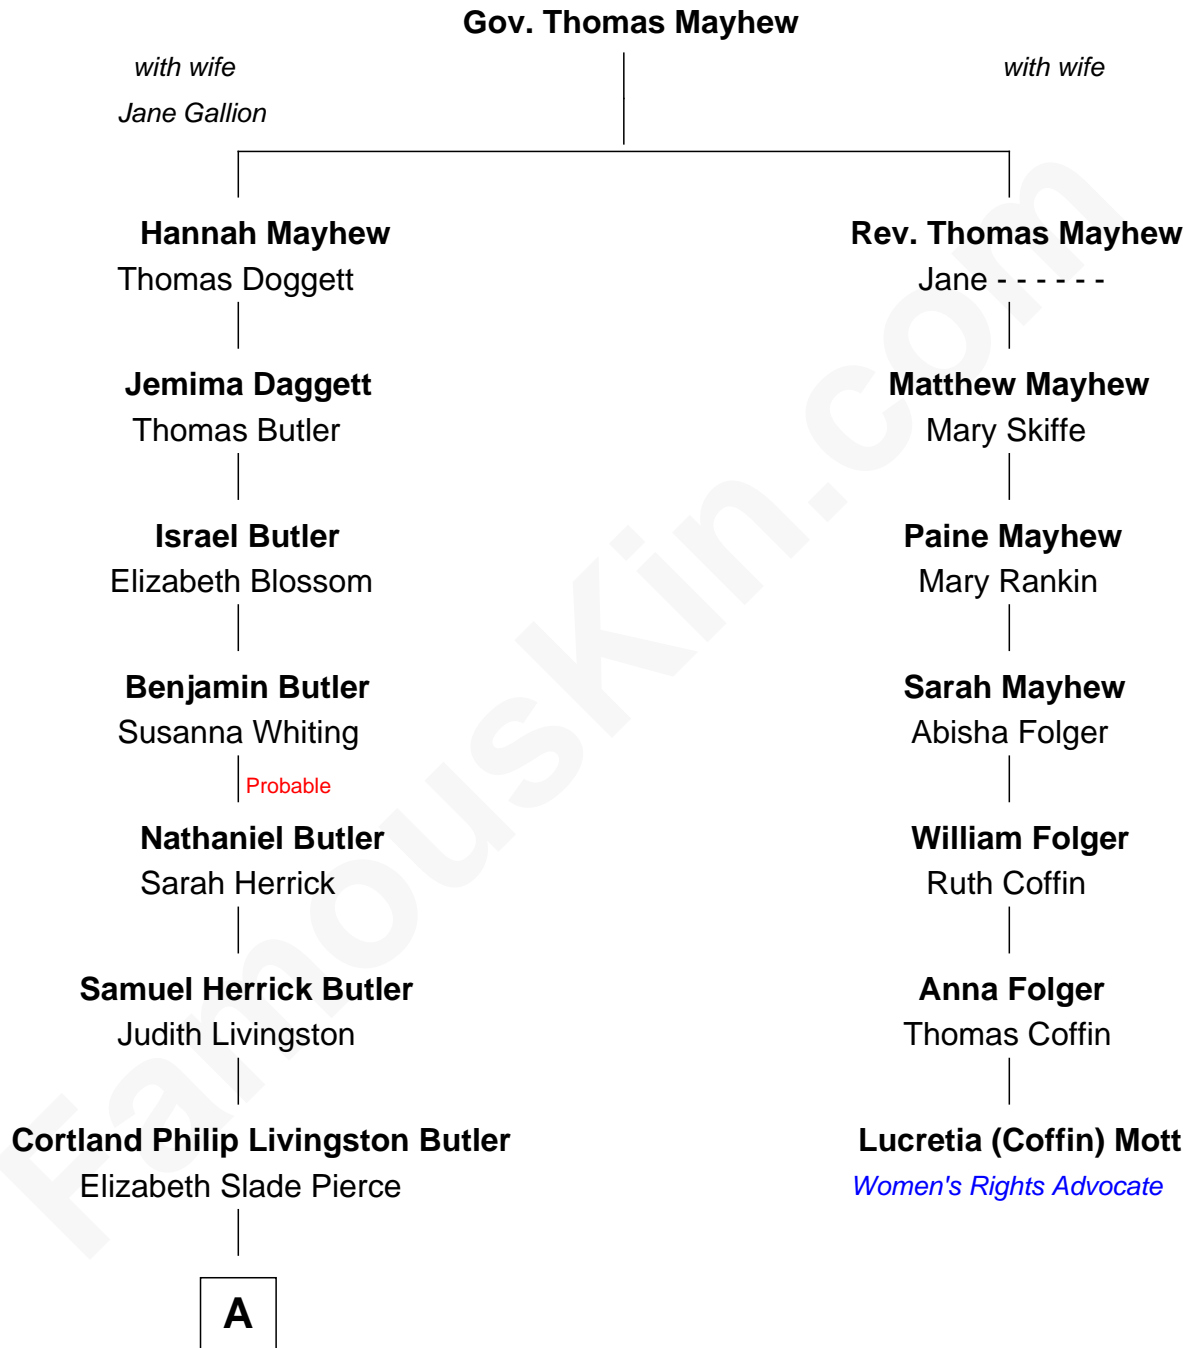 Gov. Thomas Mayhew
with wife
with wife
Jane Gallion
Hannah Mayhew
Rev. Thomas Mayhew
Thomas Doggett
Jane - - - - - -
Jemima Daggett
Matthew Mayhew
Thomas Butler
Mary Skiffe
Israel Butler
Paine Mayhew
Elizabeth Blossom
Mary Rankin
Benjamin Butler
Sarah Mayhew
Susanna Whiting
Abisha Folger
Probable
Nathaniel Butler
William Folger
Sarah Herrick
Ruth Coffin
Samuel Herrick Butler
Anna Folger
Judith Livingston
Thomas Coffin
Cortland Philip Livingston Butler
Lucretia (Coffin) Mott
Elizabeth Slade Pierce
Women's Rights Advocate
A
FamousKin.com